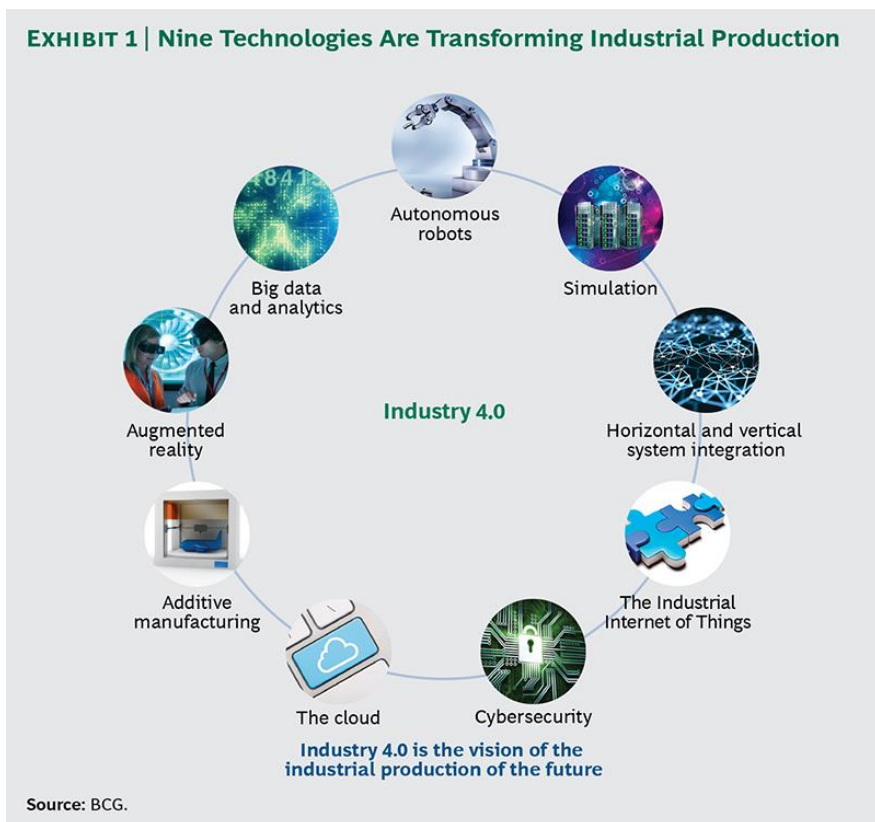 EXHIBIT 1 | Nine Technologies Are Transforming Industrial Production
Autonomous
robots
Simulation
Horizontal and vertical
system integration
The Industrial
Internet of Things
Cybersecurity
The cloud
Additive
manufacturing
Augmented
reality
Big data
and analytics
Industry 4.0
Industry 4.0 is the vision of the
industrial production of the future
Source: BCG.